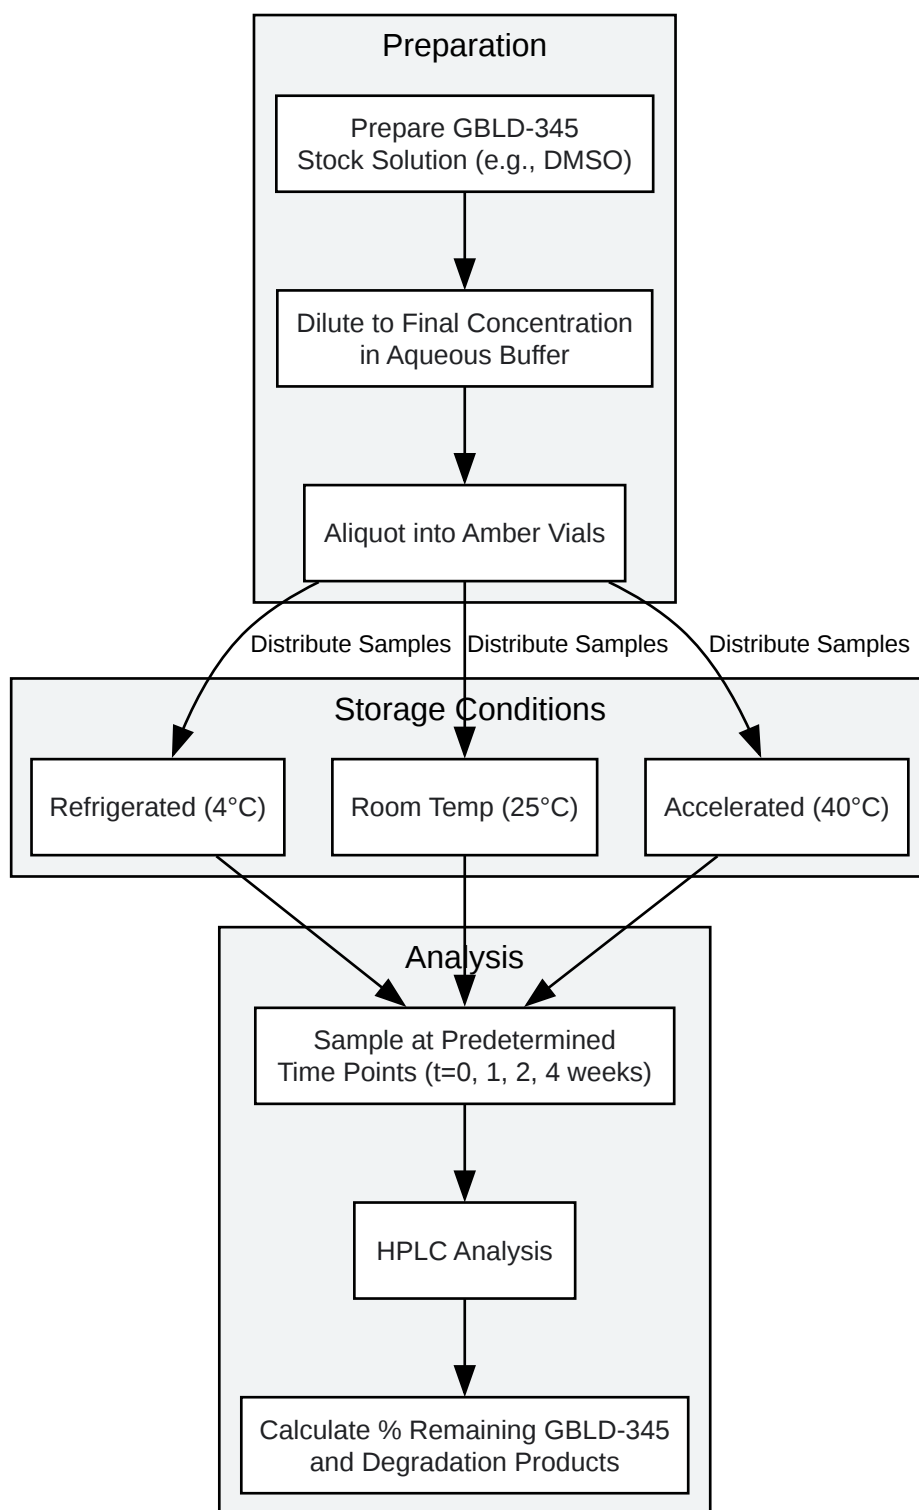 Preparation
Prepare GBLD-345
Stock Solution (e.g., DMSO)
Dilute to Final Concentration
in Aqueous Buffer
Aliquot into Amber Vials
Distribute Samples
Distribute Samples
Distribute Samples
Storage Conditions
Refrigerated (4°C)
Room Temp (25°C)
Accelerated (40°C)
Analysis
Sample at Predetermined
Time Points (t=0, 1, 2, 4 weeks)
HPLC Analysis
Calculate % Remaining GBLD-345
and Degradation Products